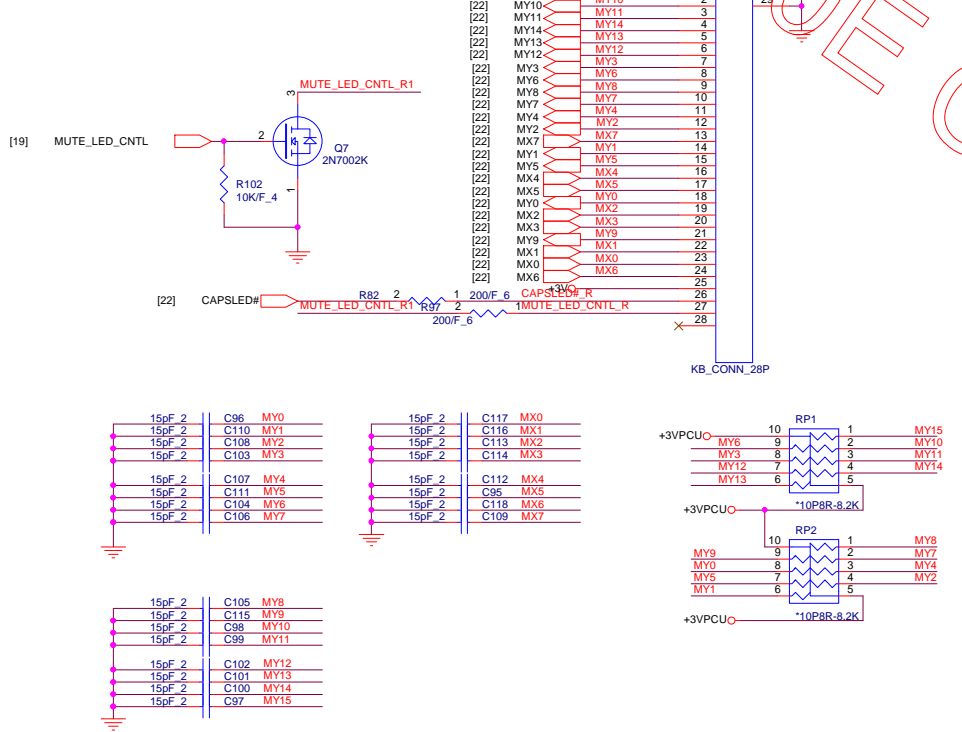 [22] MY10 MY10 2 29
[22] MY11 MY11 3
[22] MY14 MY14 4
[22] MY13 MY13 5
[22] MY12 MY12 6
[22] MY3 MY3 7
[22] MY6 MY6 8
[22] MY8 MY8 9
[22] MY7 MY7 10
[22] MY4 MY4 11
[22] MY2 MY2 12
[22] MX7 MX7 13
[22] MY1 MY1 14
[22] MY5 MY5 15
[22] MX4 MX4 16
[22] MX5 MX5 17
[22] MY0 MY0 18
[22] MX2 MX2 19
[22] MX3 MX3 20
[22] MY9 MY9 21
[22] MX1 MX1 22
[22] MX0 MX0 23
[22] MX6 MX6 24
+3V 25
[22] CAPSLED# R82 2 1 200/F_6 CAPSLED#_R 26
MUTE_LED_CNTL_R1 R97 2 1 MUTE_LED_CNTL_R 27
200/F_6 28
KB_CONN_28P
MUTE_LED_CNTL_R1
3
[19] MUTE_LED_CNTL 2
Q7
2N7002K
R102
10K/F_4
1
15pF_2 C96 MY0
15pF_2 C110 MY1
15pF_2 C108 MY2
15pF_2 C103 MY3
15pF_2 C107 MY4
15pF_2 C111 MY5
15pF_2 C104 MY6
15pF_2 C106 MY7
15pF_2 C117 MX0
15pF_2 C116 MX1
15pF_2 C113 MX2
15pF_2 C114 MX3
15pF_2 C112 MX4
15pF_2 C95 MX5
15pF_2 C118 MX6
15pF_2 C109 MX7
RP1
+3VPCU 10 1 MY15
MY6 9 2 MY10
MY3 8 3 MY11
MY12 7 4 MY14
MY13 6 5
+3VPCU *10P8R-8.2K
RP2
10 1 MY8
MY9 9 2 MY7
MY0 8 3 MY4
MY5 7 4 MY2
MY1 6 5
+3VPCU *10P8R-8.2K
15pF_2 C105 MY8
15pF_2 C115 MY9
15pF_2 C98 MY10
15pF_2 C99 MY11
15pF_2 C102 MY12
15pF_2 C101 MY13
15pF_2 C100 MY14
15pF_2 C97 MY15